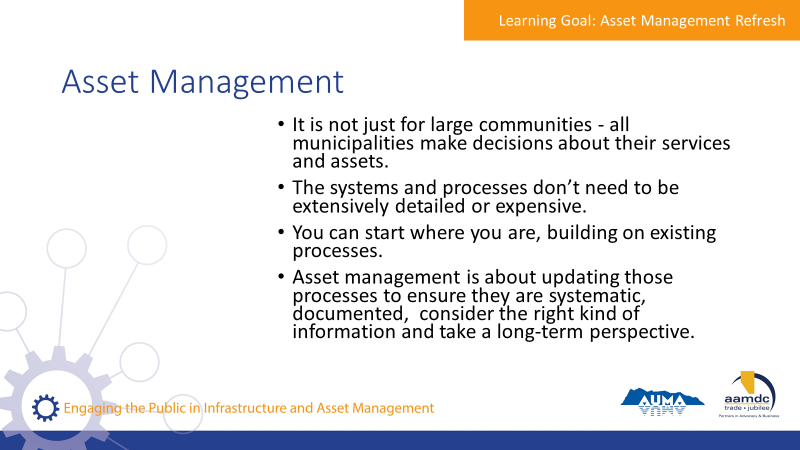 Learning Goal: Asset Management Refresh
Asset Management
• It is not just for large communities - all
municipalities make decisions about their services
and assets.
• The systems and processes don’t need to be
extensively detailed or expensive.
• You can start where you are, building on existing
processes.
• Asset management is about updating those
processes to ensure they are systematic,
documented,  consider the right kind of
information and take a long-term perspective.
Engaging the Public in Infrastructure and Asset Management
AUMA
aamdc
trade • jubilee
Partners in Advocacy & Business